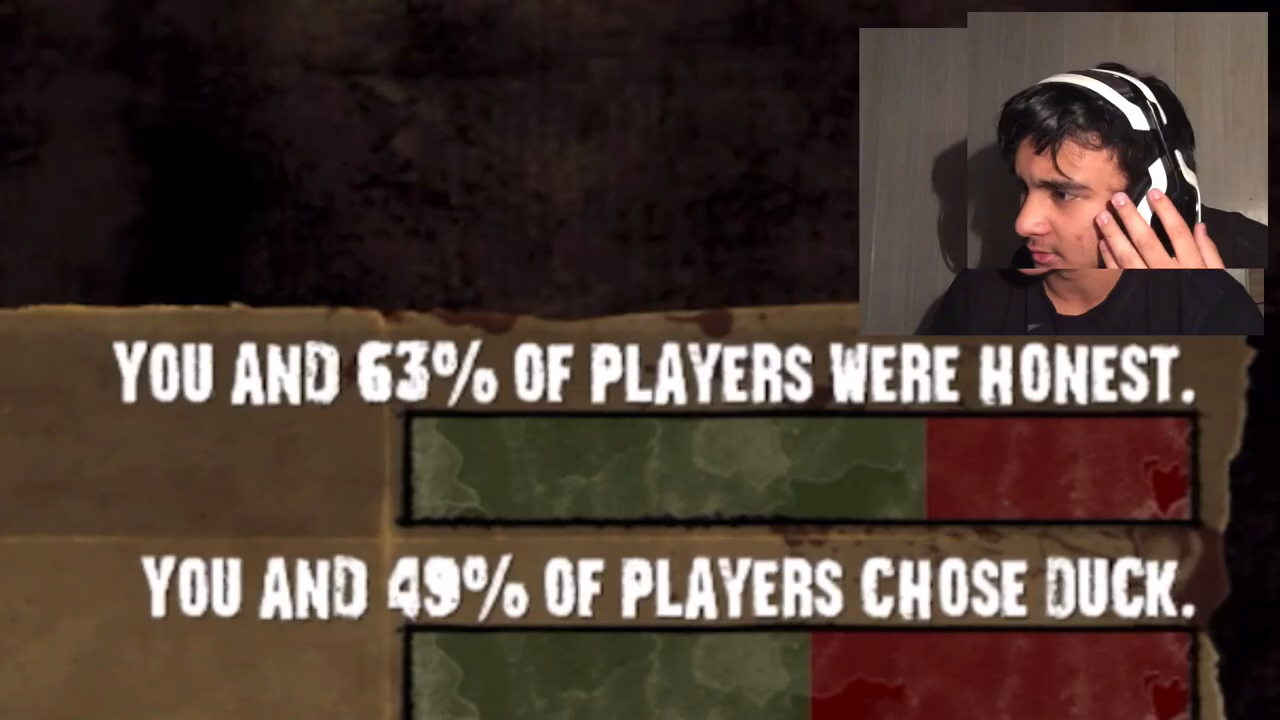 YOU AND 63% OF PLAYERS WERE HONEST.
YOU AND 49% OF PLAYERS CHOSE DUCK.